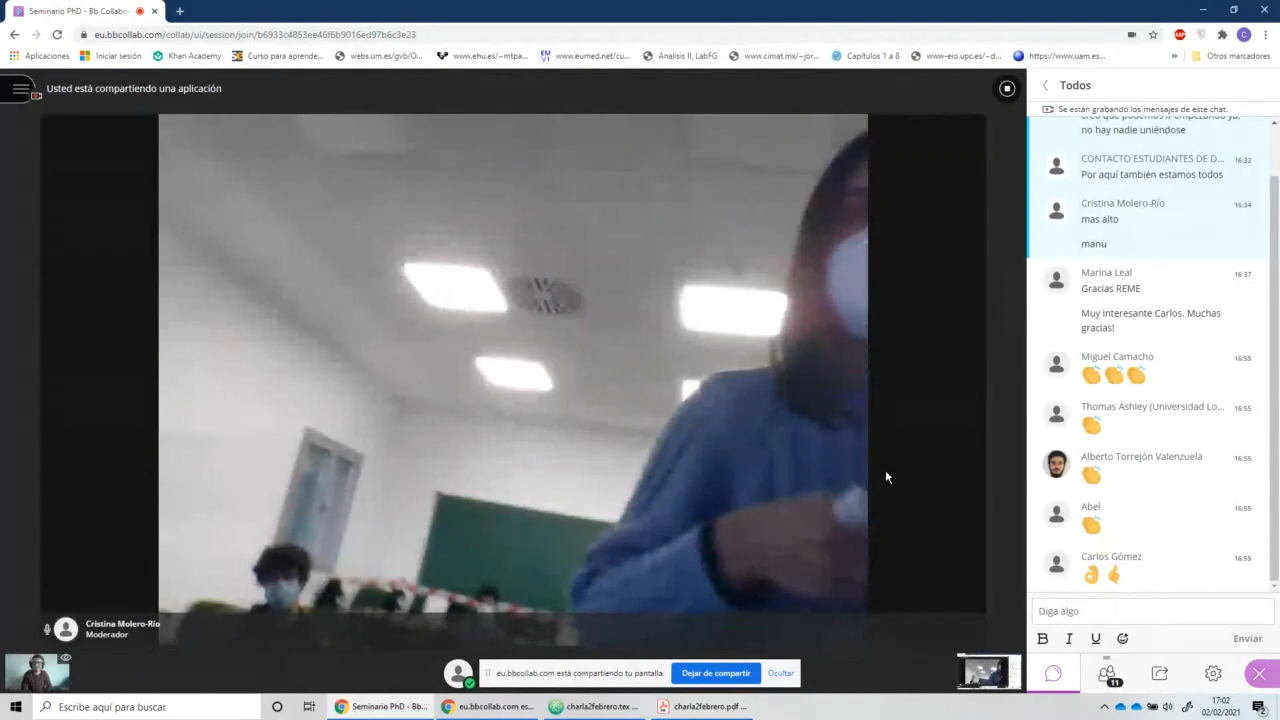 Seminario PhD - Bb Collabo
eu.bbcollab.com/collab/ui/session/join/b6933c4853ee46f6b9016ed97b6c3e23
Aplicaciones
Iniciar sesión
Khan Academy
Curso para aprende...
webs.um.es/gvb/O...
www.ehu.es/~mtpa...
www.eumed.net/cu...
Analisis II, LabFG
www.cimat.mx/~jor...
Capítulos 1 a 8
www-eio.upc.es/~d...
https://www.uam.es...
Otros marcadores
Usted está compartiendo una aplicación
Todos
Se están grabando los mensajes de este chat.
creo que podemos ir empezando ya,
no hay nadie uniéndose
CONTACTO ESTUDIANTES DE D... 16:32
Por aquí también estamos todos
Cristina Molero-Río 16:34
mas alto
manu
Marina Leal 16:37
Gracias REME
Muy interesante Carlos. Muchas
gracias!
Miguel Camacho 16:55
Thomas Ashley (Universidad Lo... 16:55
Alberto Torrejón Valenzuela 16:55
Abel 16:55
Carlos Gómez 16:55
Diga algo
B I U
Enviar
11
Cristina Molero-Río
Moderador
eu.bbcollab.com está compartiendo tu pantalla.
Dejar de compartir
Ocultar
Escribe aquí para buscar
Seminario PhD - Bb...
eu.bbcollab.com es...
charla2febrero.tex ...
charla2febrero.pdf ...
17:02
02/02/2021
2